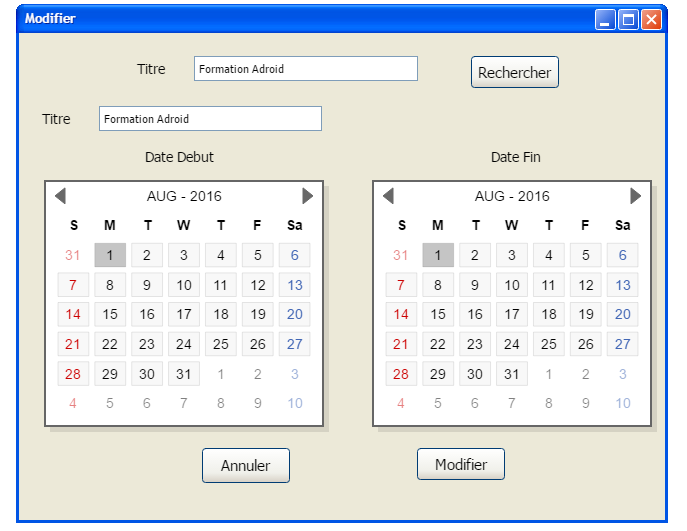 Modifier
Titre Formation Adroid Rechercher
Titre Formation Adroid
Date Debut Date Fin
AUG - 2016 AUG - 2016
S M T W T F Sa S M T W T F Sa
31 1 2 3 4 5 6 31 1 2 3 4 5 6
7 8 9 10 11 12 13 7 8 9 10 11 12 13
14 15 16 17 18 19 20 14 15 16 17 18 19 20
21 22 23 24 25 26 27 21 22 23 24 25 26 27
28 29 30 31 1 2 3 28 29 30 31 1 2 3
4 5 6 7 8 9 10 4 5 6 7 8 9 10
Annuler Modifier